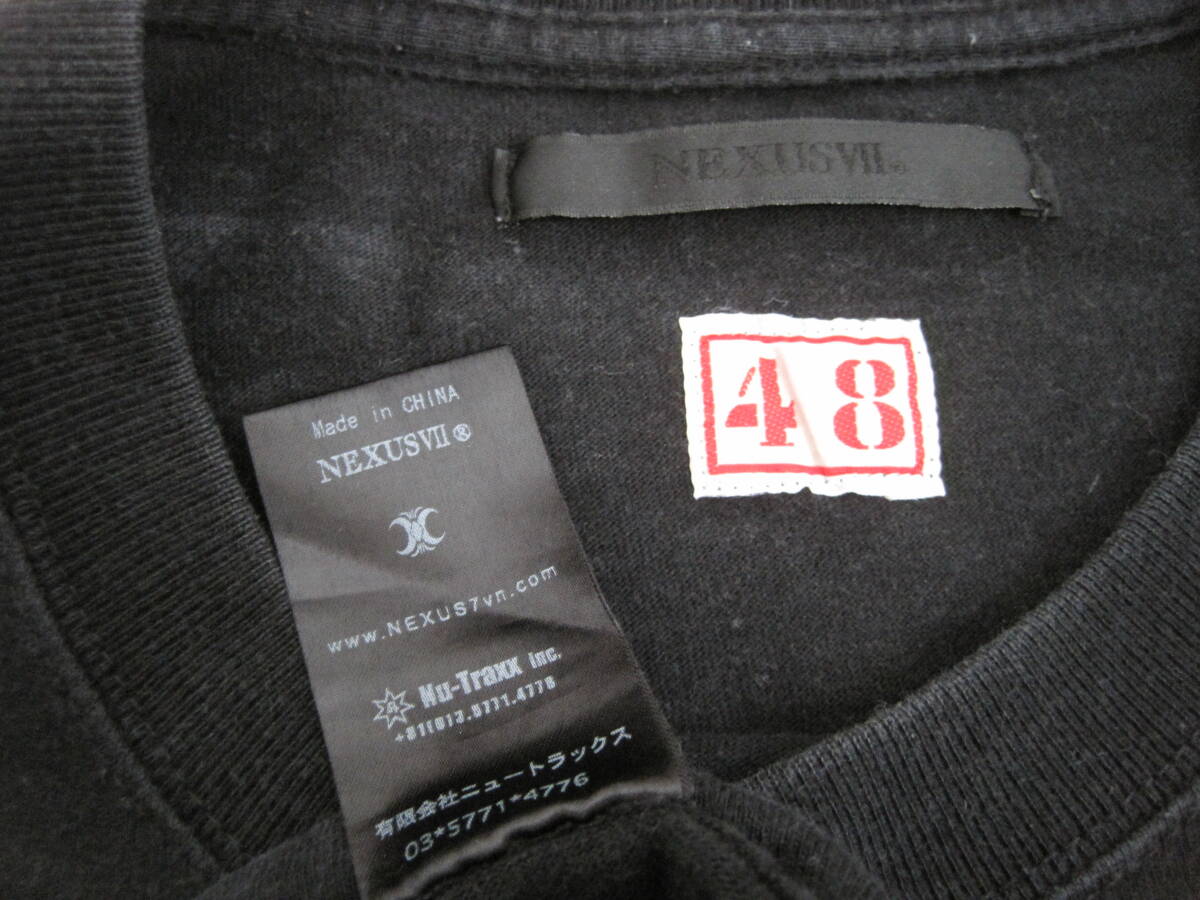 NEXUSVII®
48
Made in CHINA
NEXUSVII®
www.NEXUS7vn.com
Nu-Traxx inc.
+81(0)3.5771.4776
有限会社ニュートラックス
03*5771*4776